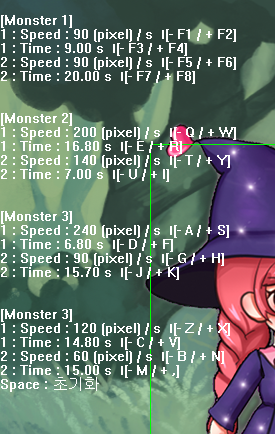 [Monster 1]
1 : Speed : 90 (pixel) / s  I[- F1 / + F2]
1 : Time : 9.00 s  I[- F3 / + F4]
2 : Speed : 90 (pixel) / s  I[- F5 / + F6]
2 : Time : 20.00 s  I[- F7 / + F8]
[Monster 2]
1 : Speed : 200 (pixel) / s  I[- Q / + W]
1 : Time : 16.80 s  I[- E / + R]
2 : Speed : 140 (pixel) / s  I[- T / + Y]
2 : Time : 7.00 s  I[- U / + I]
[Monster 3]
1 : Speed : 240 (pixel) / s  I[- A / + S]
1 : Time : 6.80 s  I[- D / + F]
2 : Speed : 90 (pixel) / s  I[- G / + H]
2 : Time : 15.70 s  I[- J / + K]
[Monster 3]
1 : Speed : 120 (pixel) / s  I[- Z / + X]
1 : Time : 14.80 s  I[- C / + V]
2 : Speed : 60 (pixel) / s  I[- B / + N]
2 : Time : 15.00 s  I[- M / + ,]
Space : 초기화